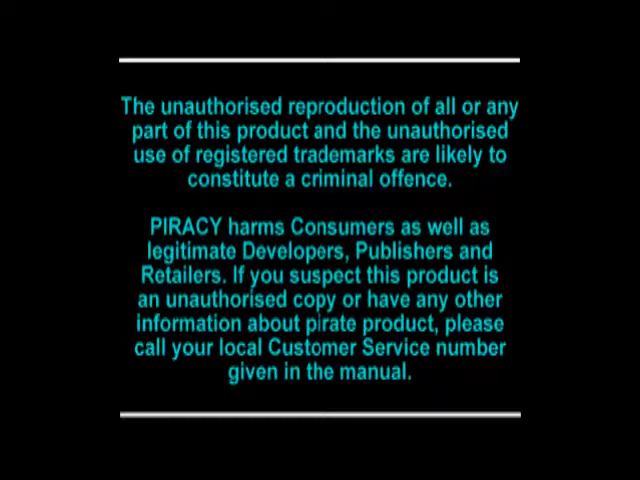 The unauthorised reproduction of all or any
part of this product and the unauthorised
use of registered trademarks are likely to
constitute a criminal offence.
PIRACY harms Consumers as well as
legitimate Developers, Publishers and
Retailers. If you suspect this product is
an unauthorised copy or have any other
information about pirate product, please
call your local Customer Service number
given in the manual.